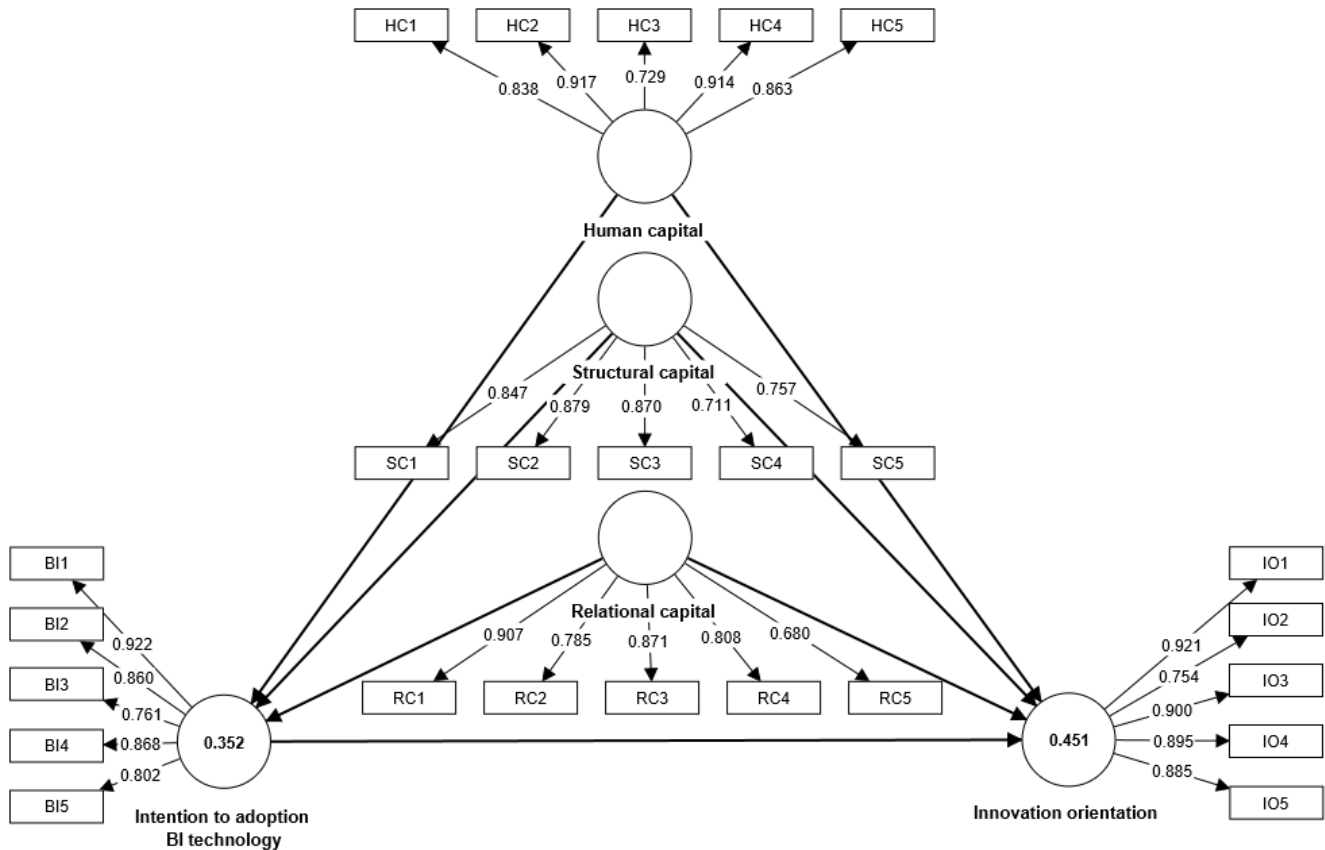 HC1 HC2 HC3 HC4 HC5
0.838 0.917 0.729 0.914 0.863
Human capital
Structural capital
0.847 0.879 0.870 0.711 0.757
SC1 SC2 SC3 SC4 SC5
Relational capital
0.907 0.785 0.871 0.808 0.680
RC1 RC2 RC3 RC4 RC5
BI1
BI2
BI3
BI4
BI5
0.922
0.860
0.761
0.868
0.802
0.352
Intention to adoption
BI technology
0.451
Innovation orientation
0.921
0.754
0.900
0.895
0.885
IO1
IO2
IO3
IO4
IO5